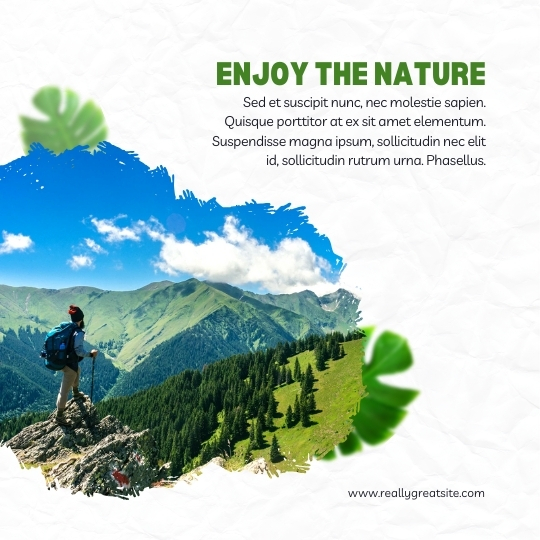 ENJOY THE NATURE
Sed et suscipit nunc, nec molestie sapien.
Quisque porttitor at ex sit amet elementum.
Suspendisse magna ipsum, sollicitudin nec elit
id, sollicitudin rutrum urna. Phasellus.
www.reallygreatsite.com